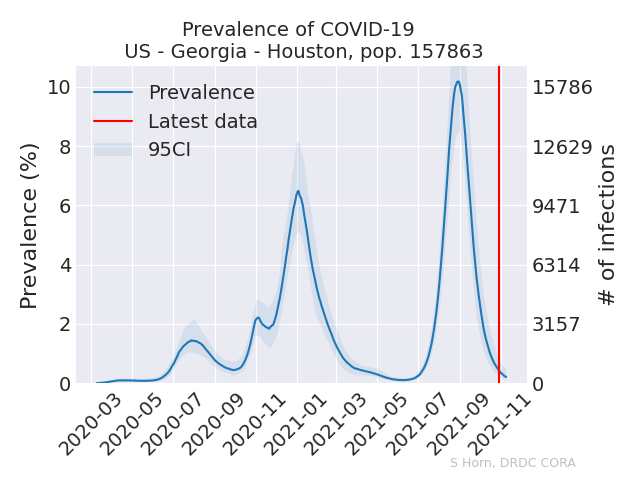 Prevalence of COVID-19
US - Georgia - Houston, pop. 157863
Prevalence (%)
10
8
6
4
2
0
Prevalence
Latest data
95CI
15786
12629
9471
6314
3157
0
# of infections
2020-03
2020-05
2020-07
2020-09
2020-11
2021-01
2021-03
2021-05
2021-07
2021-09
2021-11
S Horn, DRDC CORA